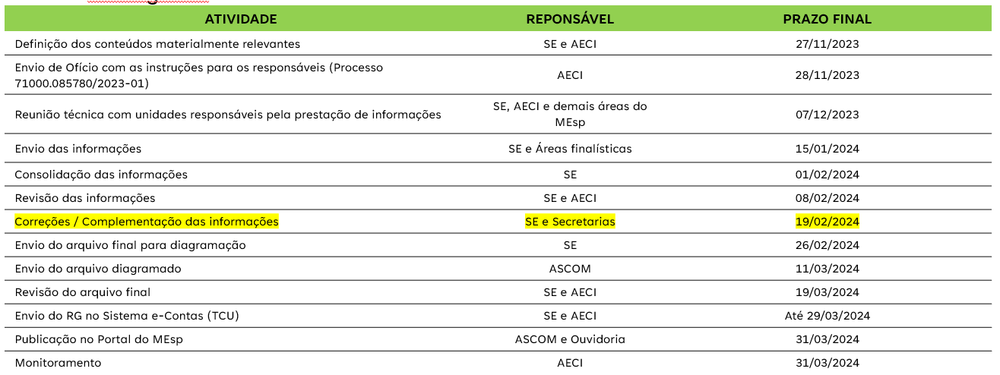 ATIVIDADE REPONSÁVEL PRAZO FINAL
Definição dos conteúdos materialmente relevantes SE e AECI 27/11/2023
Envio de Ofício com as instruções para os responsáveis (Processo
71000.085780/2023-01) AECI 28/11/2023
Reunião técnica com unidades responsáveis pela prestação de informações SE, AECI e demais áreas do
MEsp 07/12/2023
Envio das informações SE e Áreas finalísticas 15/01/2024
Consolidação das informações SE 01/02/2024
Revisão das informações SE e AECI 08/02/2024
Correções / Complementação das informações SE e Secretarias 19/02/2024
Envio do arquivo final para diagramação SE 26/02/2024
Envio do arquivo diagramado ASCOM 11/03/2024
Revisão do arquivo final SE e AECI 19/03/2024
Envio do RG no Sistema e-Contas (TCU) SE e AECI Até 29/03/2024
Publicação no Portal do MEsp ASCOM e Ouvidoria 31/03/2024
Monitoramento AECI 31/03/2024